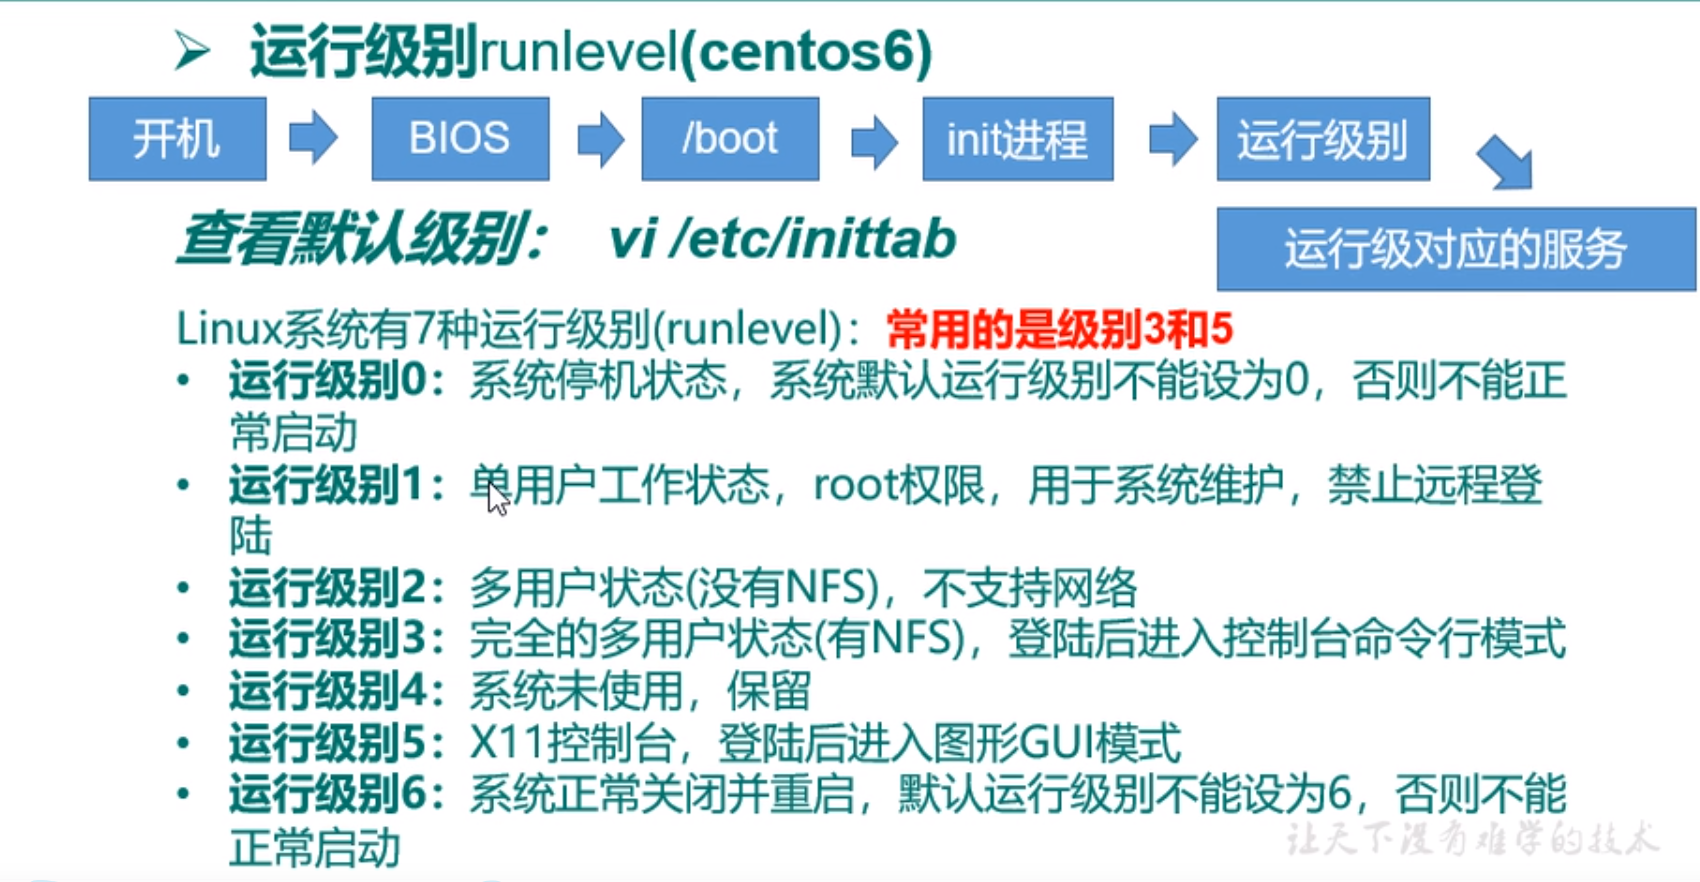 运行级别runlevel(centos6)
开机
BIOS
/boot
init进程
运行级别
查看默认级别： vi /etc/inittab
运行级对应的服务
Linux系统有7种运行级别(runlevel)：常用的是级别3和5
• 运行级别0：系统停机状态，系统默认运行级别不能设为0，否则不能正
常启动
• 运行级别1：单用户工作状态，root权限，用于系统维护，禁止远程登
陆
• 运行级别2：多用户状态(没有NFS)，不支持网络
• 运行级别3：完全的多用户状态(有NFS)，登陆后进入控制台命令行模式
• 运行级别4：系统未使用，保留
• 运行级别5：X11控制台，登陆后进入图形GUI模式
• 运行级别6：系统正常关闭并重启，默认运行级别不能设为6，否则不能
正常启动
让天下没有难学的技术